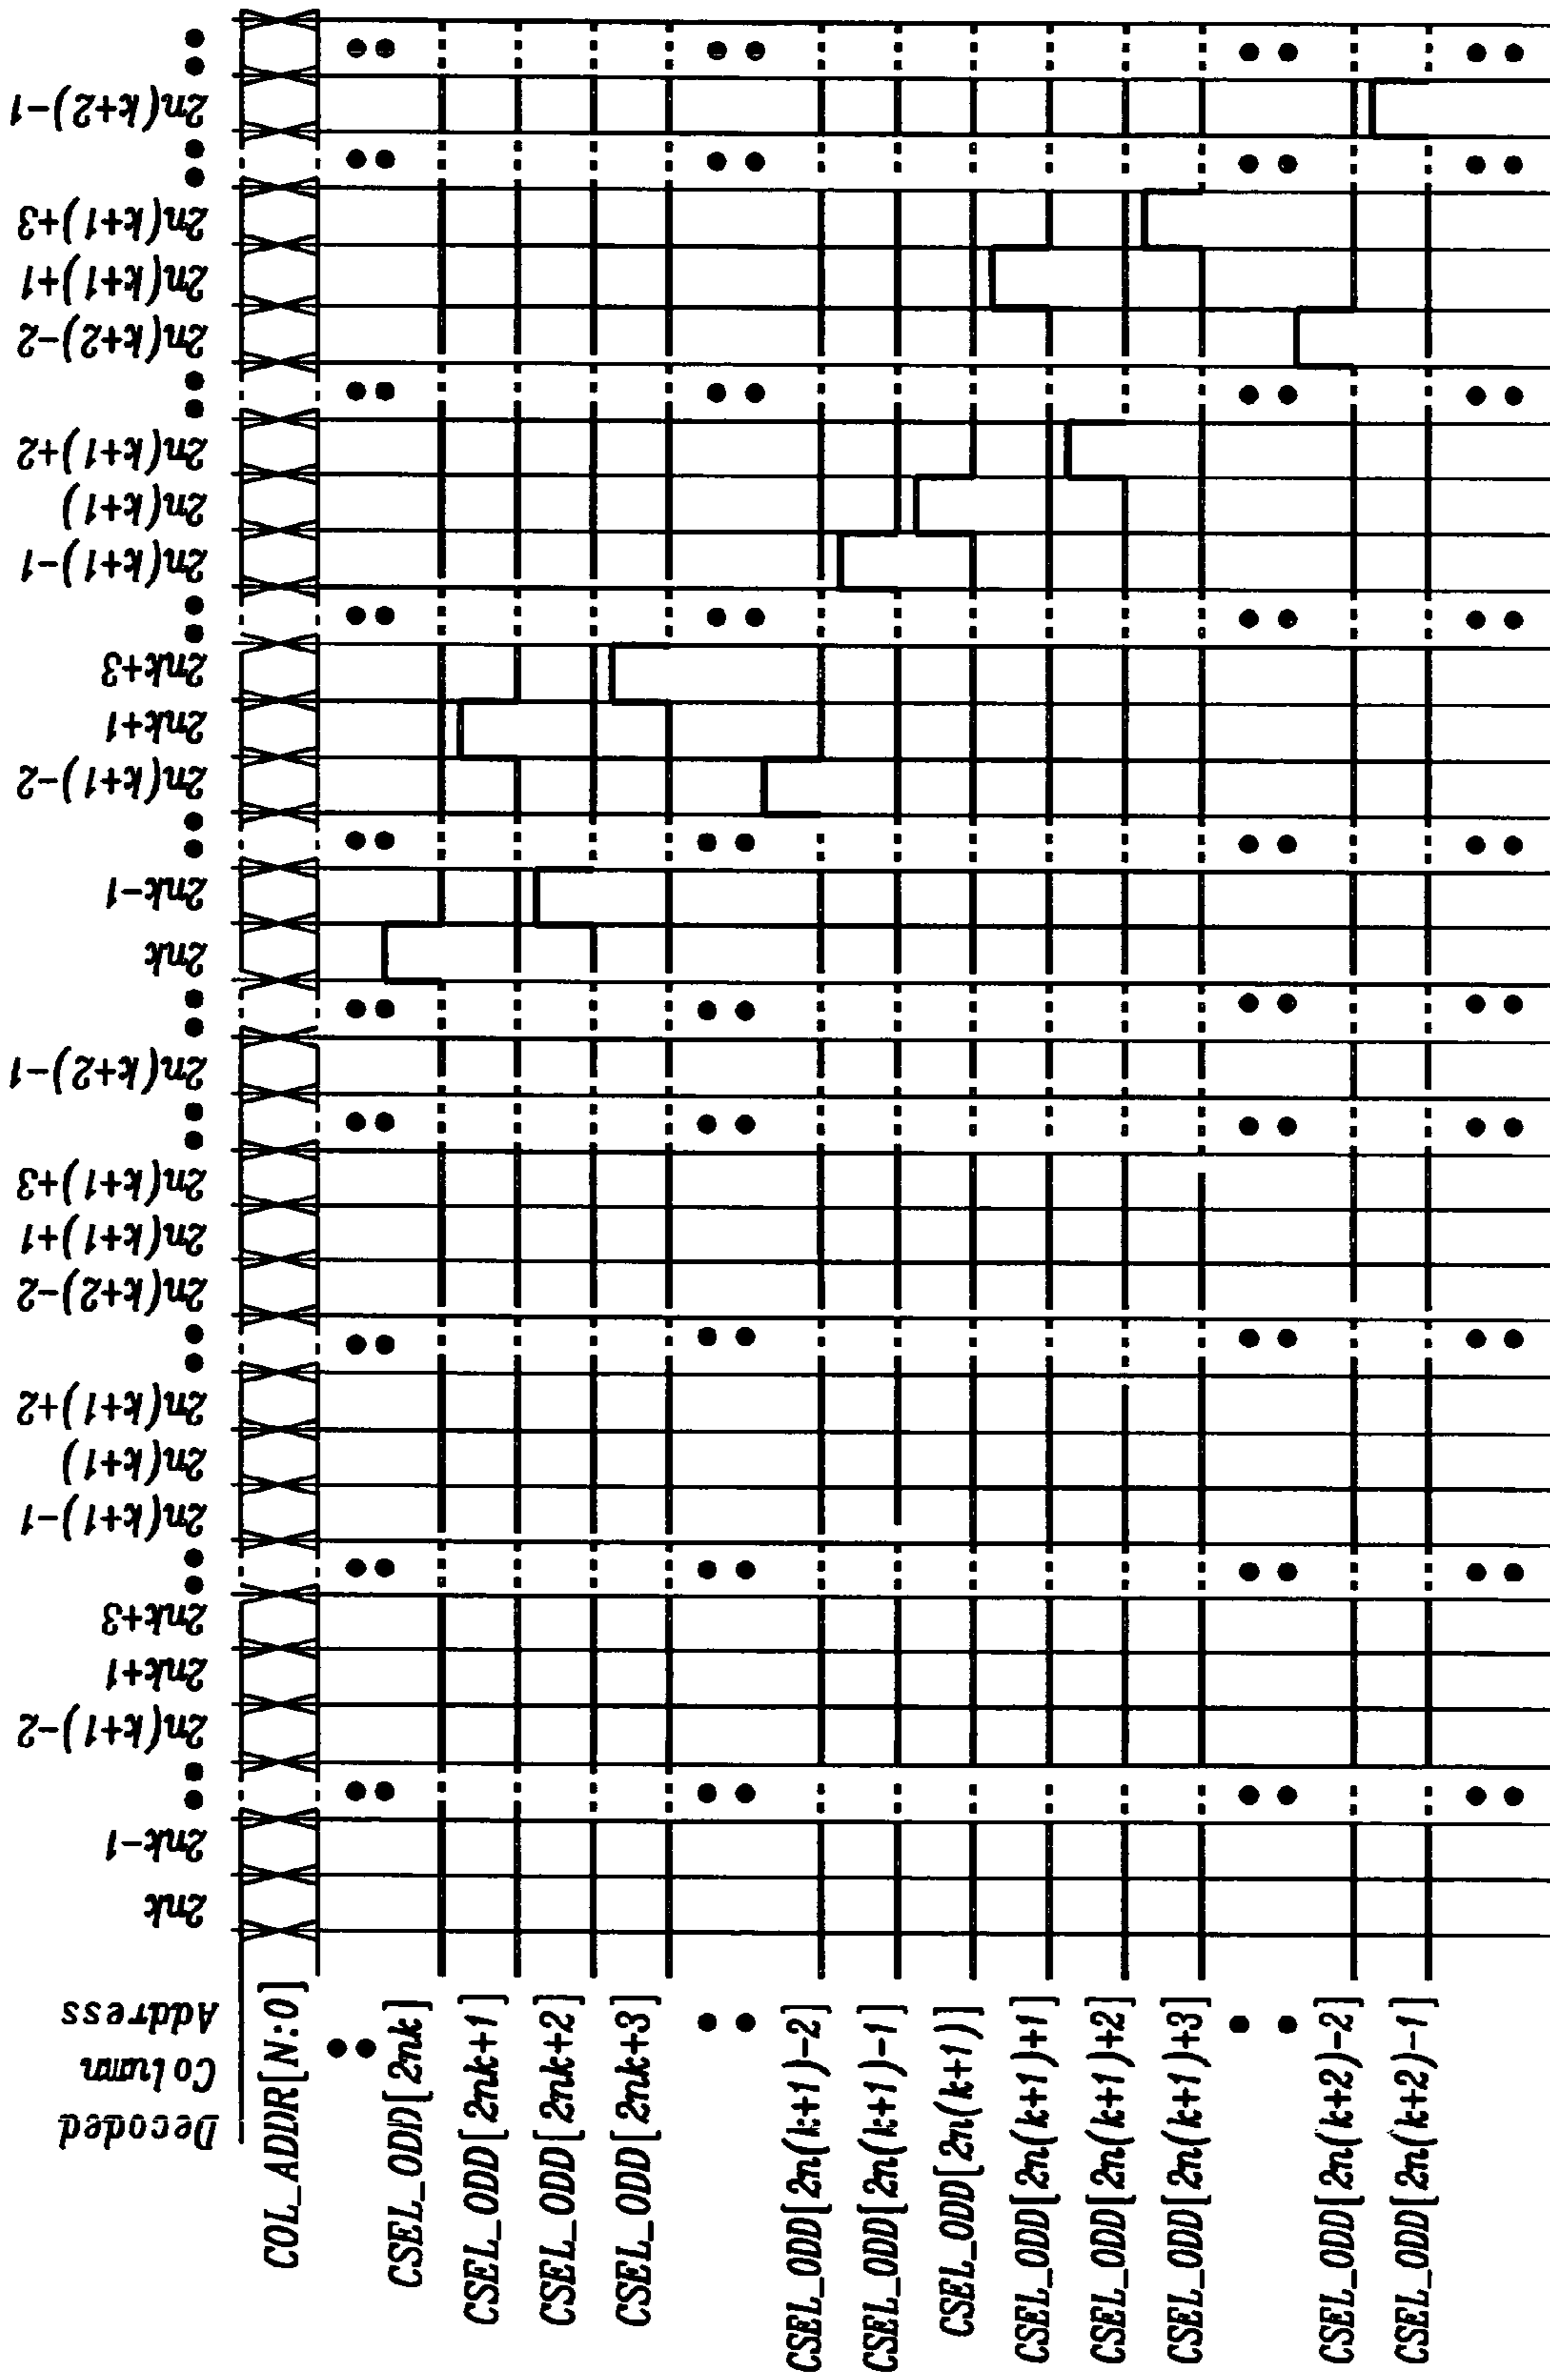 Decoded
Column
Address
2nk
2nk-1
2n(k+1)-2
2nk+1
2nk+3
2n(k+1)-1
2n(k+1)
2n(k+1)+2
2n(k+2)-2
2n(k+1)+1
2n(k+1)+3
2n(k+2)-1
2nk
2nk-1
2n(k+1)-2
2nk+1
2nk+3
2n(k+1)-1
2n(k+1)
2n(k+1)+2
2n(k+2)-2
2n(k+1)+1
2n(k+1)+3
2n(k+2)-1
COL_ADDR[N:0]
CSEL_ODD[2nk]
CSEL_ODD[2nk+1]
CSEL_ODD[2nk+2]
CSEL_ODD[2nk+3]
CSEL_ODD[2n(k+1)-2]
CSEL_ODD[2n(k+1)-1]
CSEL_ODD[2n(k+1)]
CSEL_ODD[2n(k+1)+1]
CSEL_ODD[2n(k+1)+2]
CSEL_ODD[2n(k+1)+3]
CSEL_ODD[2n(k+2)-2]
CSEL_ODD[2n(k+2)-1]